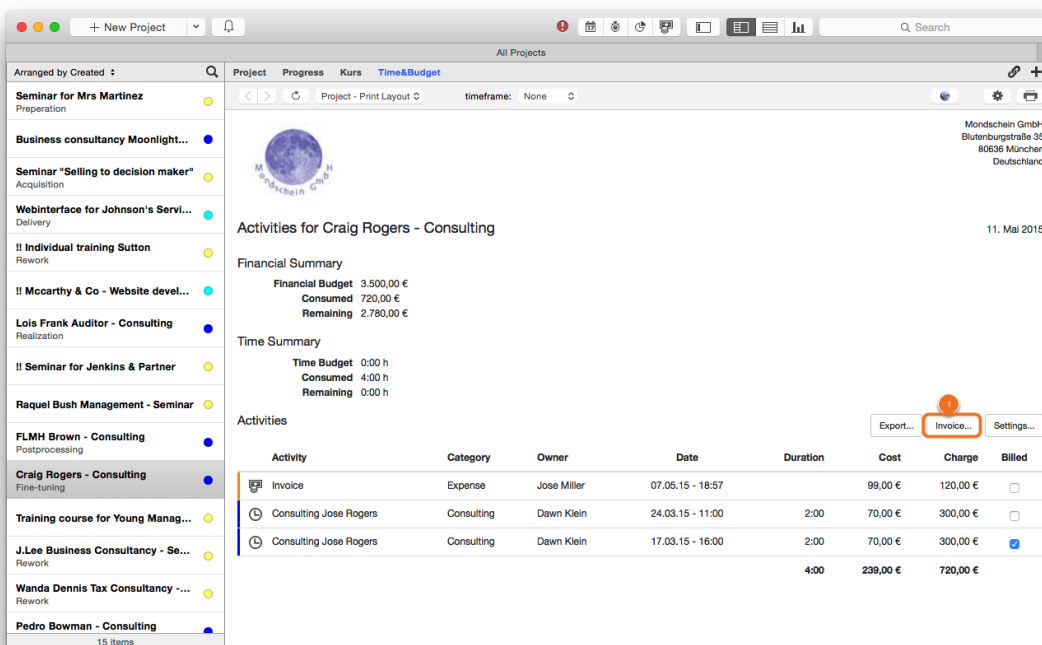 + New Project
Search
All Projects
Arranged by Created
Project Progress Kurs Time&Budget
Project - Print Layout timeframe: None
Seminar for Mrs Martinez
Preperation
Business consultancy Moonlight...
Seminar "Selling to decision maker"
Acquisition
Webinterface for Johnson's Servi...
Delivery
!! Individual training Sutton
Rework
!! Mccarthy & Co - Website devel...
Lois Frank Auditor - Consulting
Realization
!! Seminar for Jenkins & Partner
Raquel Bush Management - Seminar
FLMH Brown - Consulting
Postprocessing
Craig Rogers - Consulting
Fine-tuning
Training course for Young Manag...
J.Lee Business Consultancy - Se...
Rework
Wanda Dennis Tax Consultancy -...
Rework
Pedro Bowman - Consulting
15 items
Mondschein GmbH
Mondschein GmbH
Blutenburgstraße 35
80636 München
Deutschland
Activities for Craig Rogers - Consulting
11. Mai 2015
Financial Summary
Financial Budget 3.500,00 €
Consumed 720,00 €
Remaining 2.780,00 €
Time Summary
Time Budget 0:00 h
Consumed 4:00 h
Remaining 0:00 h
Activities
1
Export... Invoice... Settings...
Activity Category Owner Date Duration Cost Charge Billed
Invoice Expense Jose Miller 07.05.15 - 18:57 99,00 € 120,00 €
Consulting Jose Rogers Consulting Dawn Klein 24.03.15 - 11:00 2:00 70,00 € 300,00 €
Consulting Jose Rogers Consulting Dawn Klein 17.03.15 - 16:00 2:00 70,00 € 300,00 €
4:00 239,00 € 720,00 €